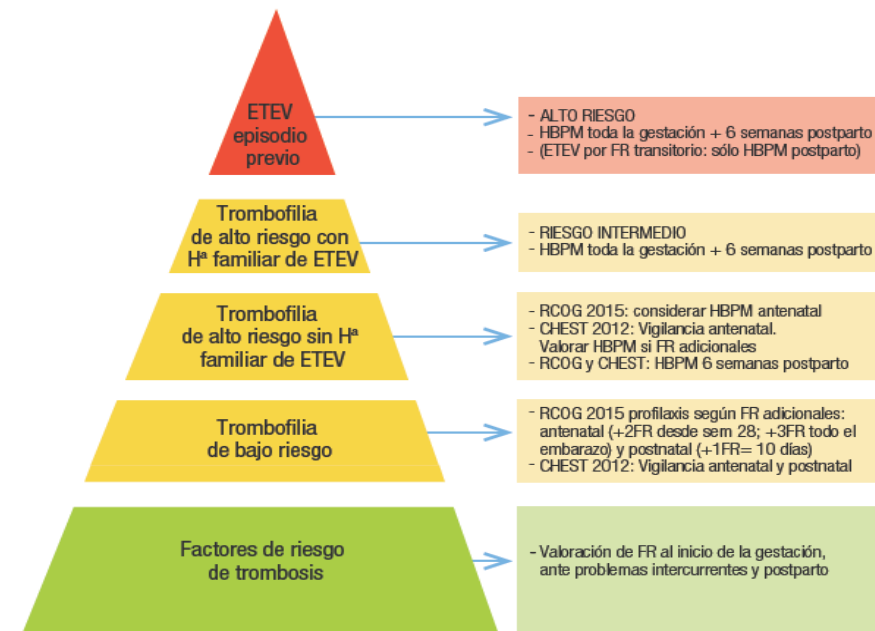 ETEV
episodio
previo
- ALTO RIESGO
- HBPM toda la gestación + 6 semanas postparto
- (ETEV por FR transitorio: sólo HBPM postparto)
Trombofilia
de alto riesgo con
Hª familiar de ETEV
- RIESGO INTERMEDIO
- HBPM toda la gestación + 6 semanas postparto
Trombofilia
de alto riesgo sin Hª
familiar de ETEV
- RCOG 2015: considerar HBPM antenatal
- CHEST 2012: Vigilancia antenatal.
Valorar HBPM si FR adicionales
- RCOG y CHEST: HBPM 6 semanas postparto
Trombofilia
de bajo riesgo
- RCOG 2015 profilaxis según FR adicionales:
antenatal (+2FR desde sem 28; +3FR todo el
embarazo) y postnatal (+1FR= 10 días)
- CHEST 2012: Vigilancia antenatal y postnatal
Factores de riesgo
de trombosis
- Valoración de FR al inicio de la gestación,
ante problemas intercurrentes y postparto